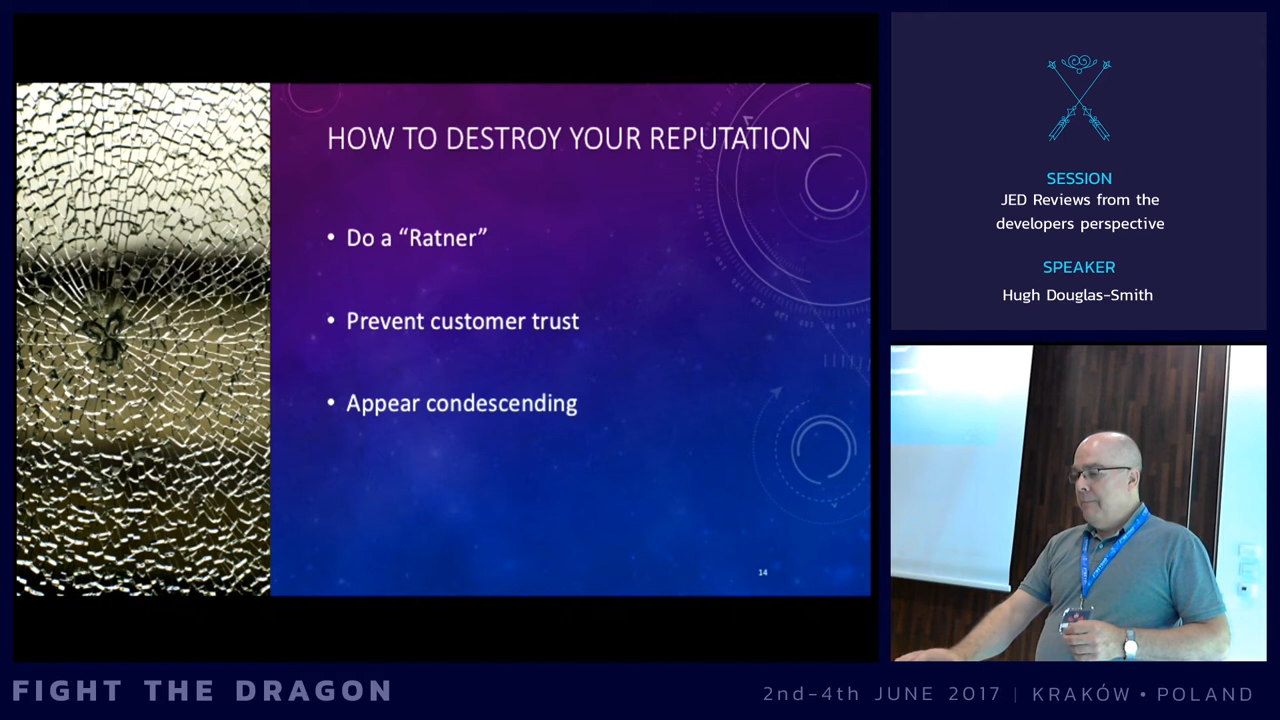 HOW TO DESTROY YOUR REPUTATION
• Do a “Ratner”
• Prevent customer trust
• Appear condescending
14
SESSION
JED Reviews from the
developers perspective
SPEAKER
Hugh Douglas-Smith
FIGHT THE DRAGON
2nd-4th JUNE 2017 | KRAKÓW • POLAND